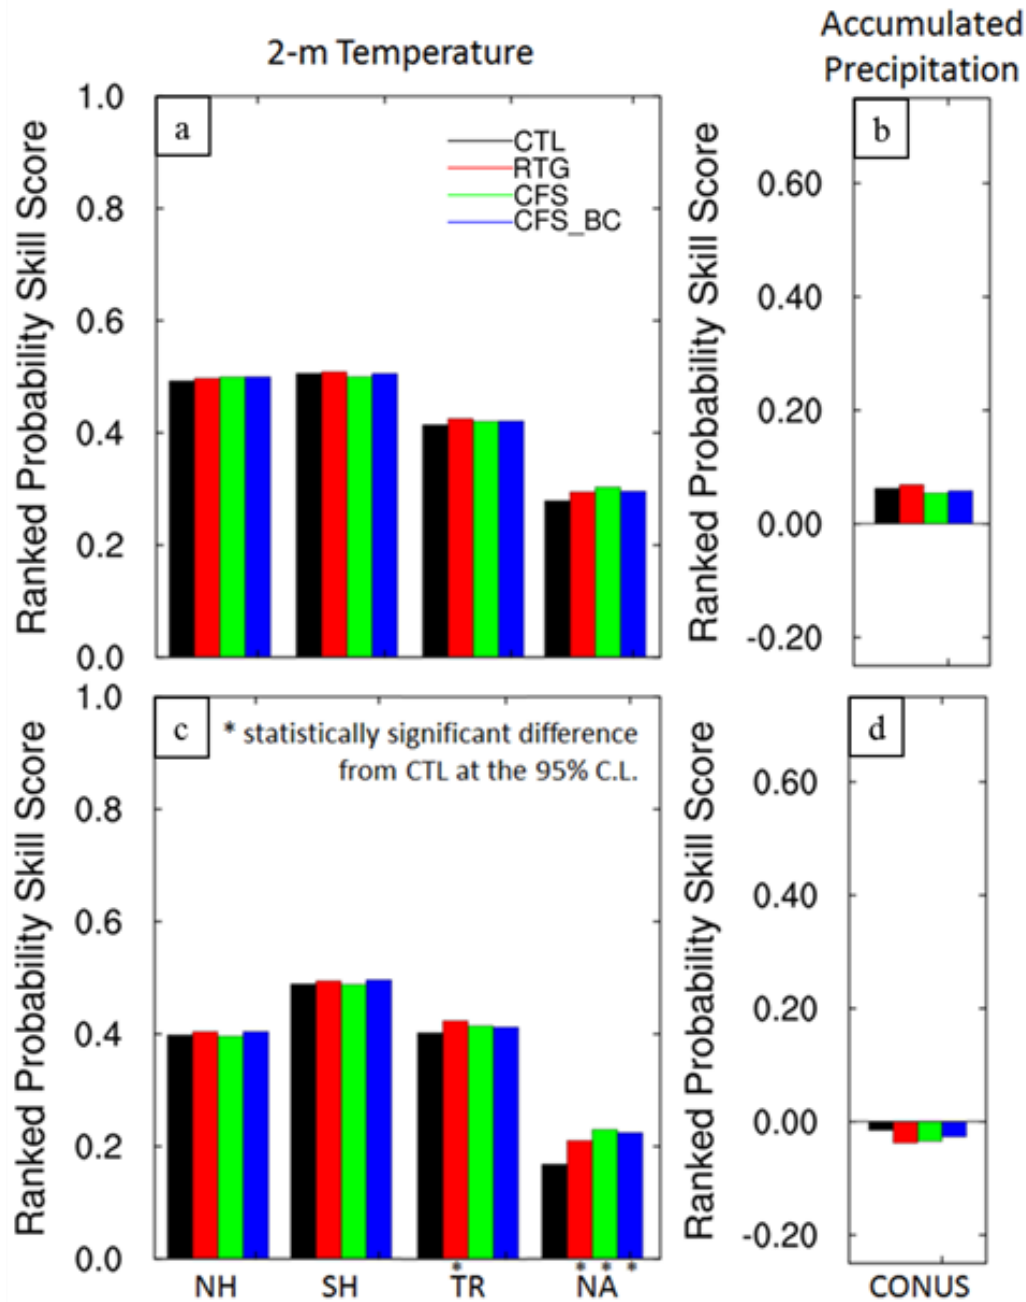 2-m Temperature
Accumulated
Precipitation
Ranked Probability Skill Score
1.0
0.8
0.6
0.4
0.2
0.0
a
CTL
RTG
CFS
CFS_BC
Ranked Probability Skill Score
0.60
0.40
0.20
0.00
-0.20
b
Ranked Probability Skill Score
1.0
0.8
0.6
0.4
0.2
0.0
c
* statistically significant difference
from CTL at the 95% C.L.
* * * *
NH SH TR NA
Ranked Probability Skill Score
0.60
0.40
0.20
0.00
-0.20
d
CONUS